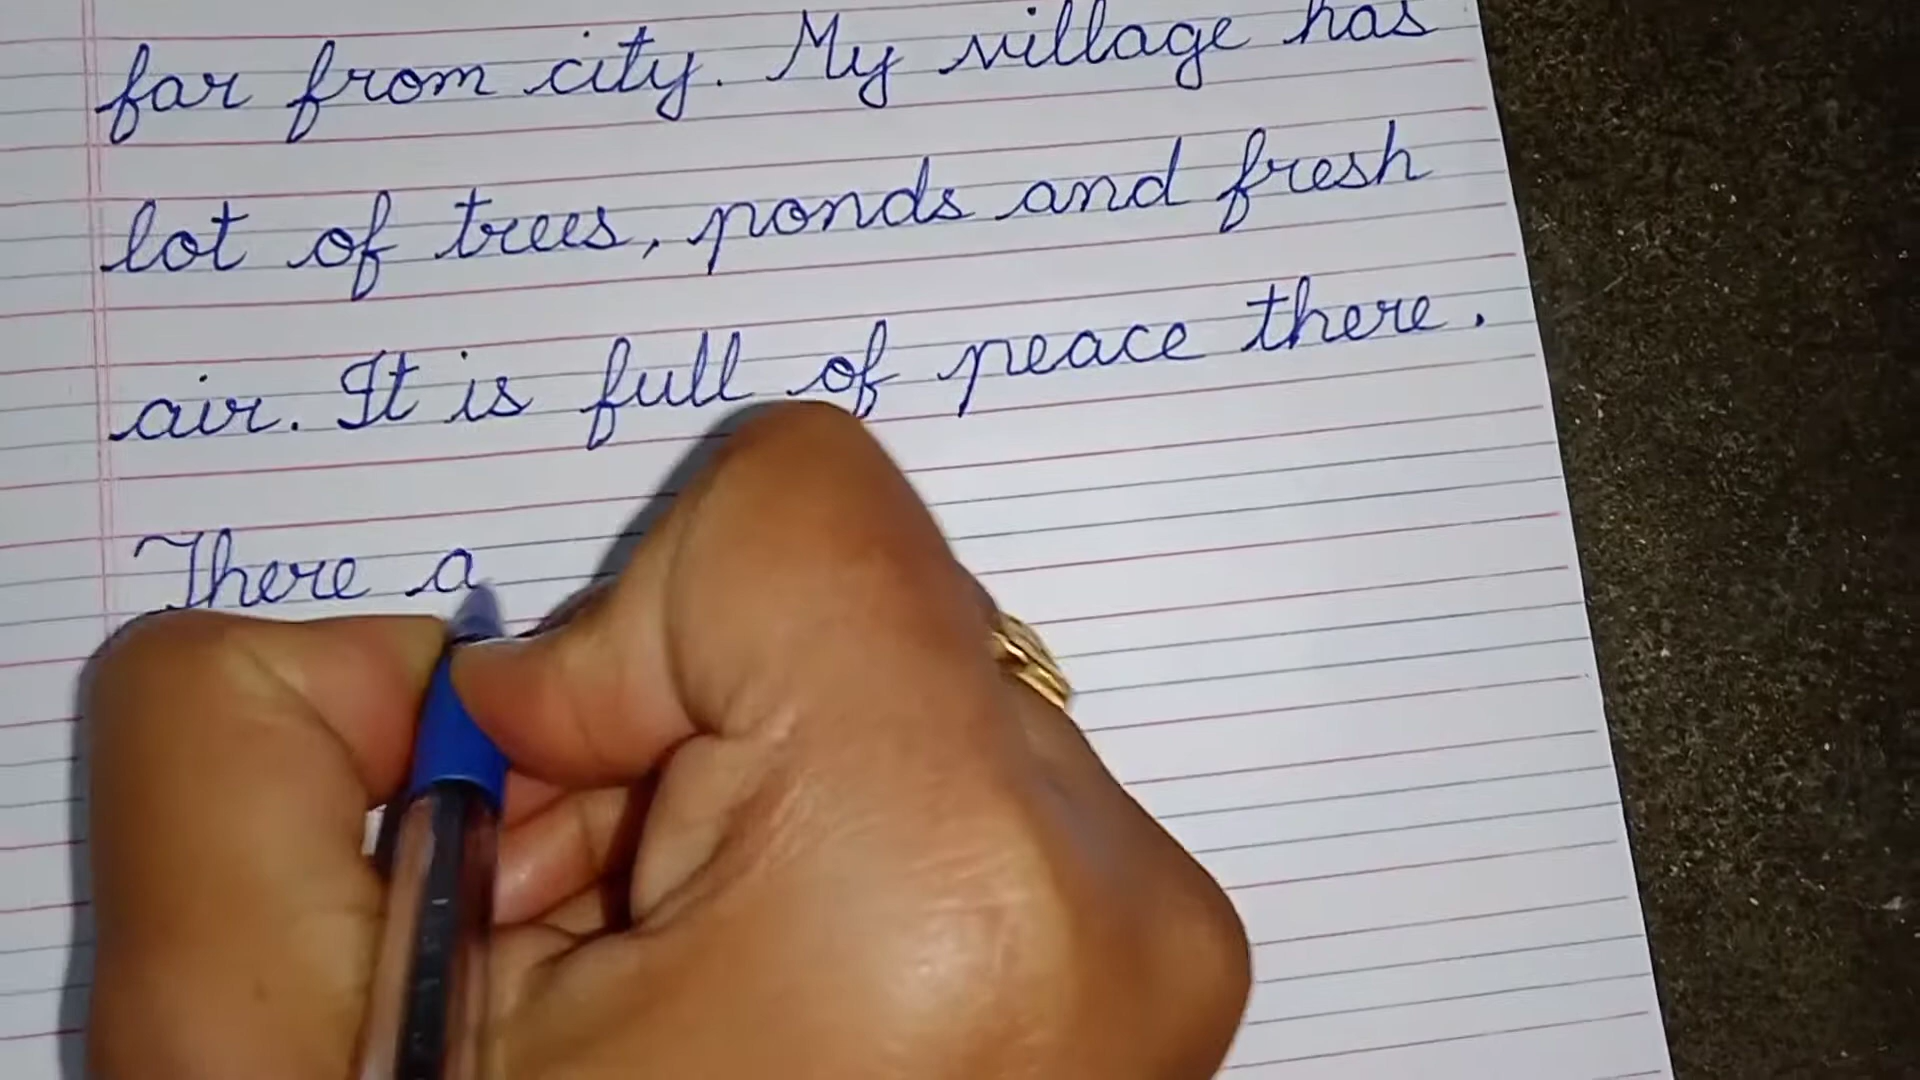 far from city. My village has
lot of trees, ponds and fresh
air. It is full of peace there.
There a